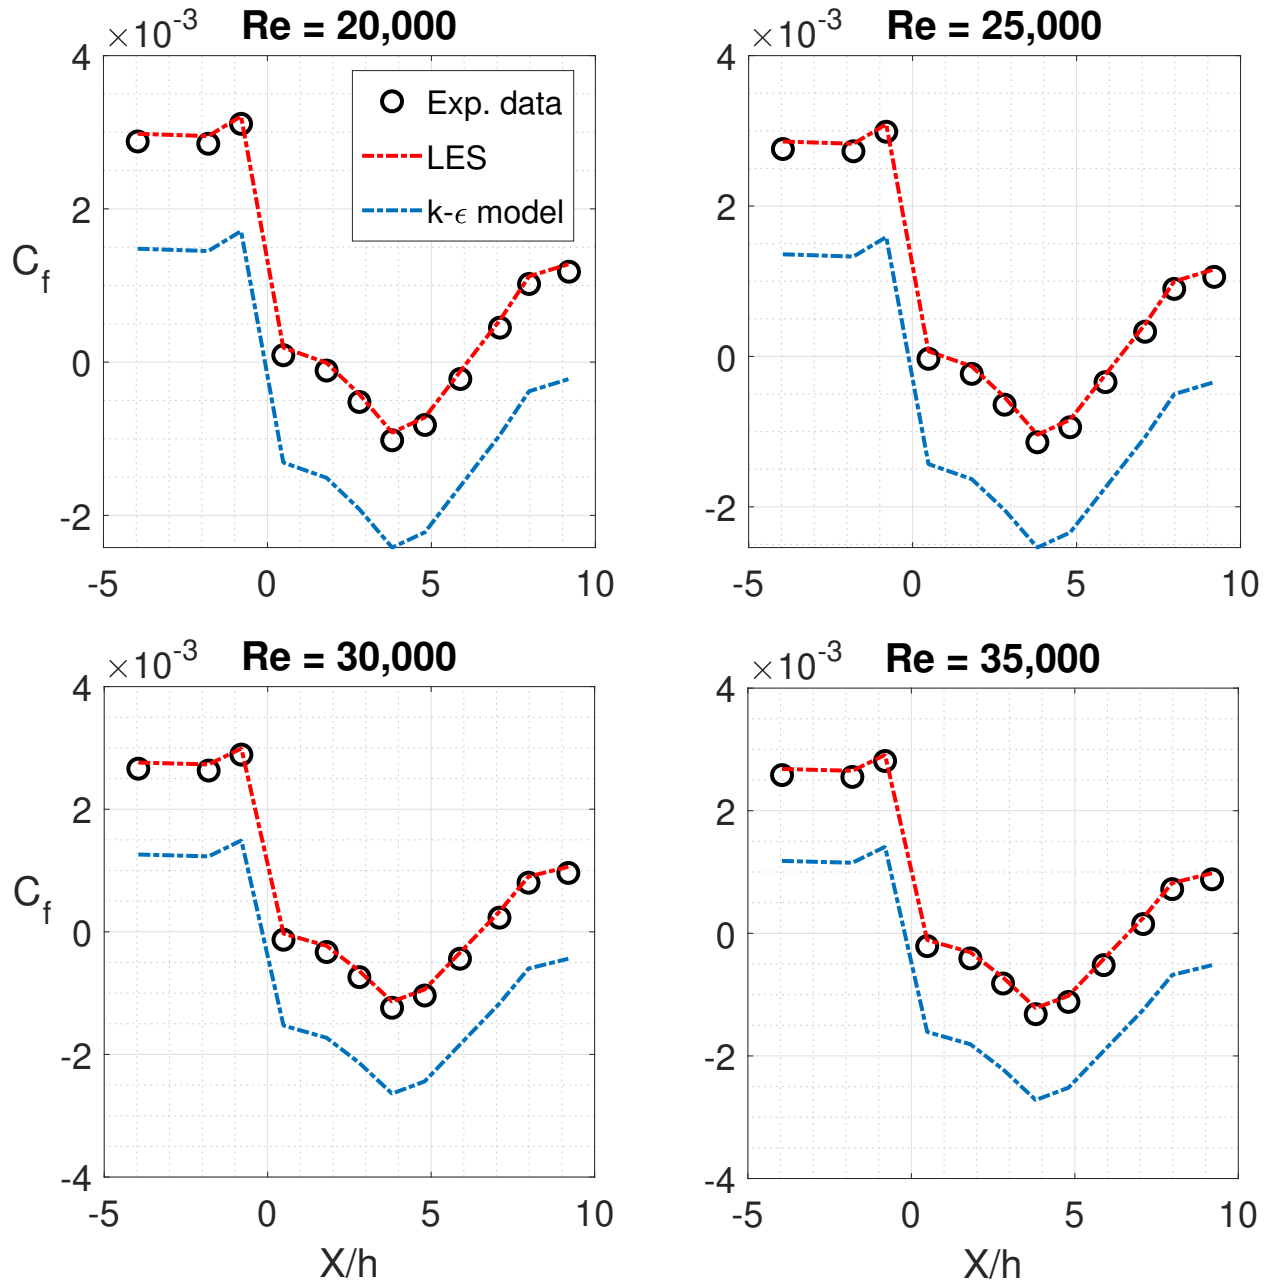 ×10⁻³ Re = 20,000
4
2
0
-2
-5 0 5 10
C_f
Exp. data
LES
k-ϵ model
×10⁻³ Re = 25,000
4
2
0
-2
-5 0 5 10
×10⁻³ Re = 30,000
4
2
0
-2
-4
-5 0 5 10
C_f
X/h
×10⁻³ Re = 35,000
4
2
0
-2
-4
-5 0 5 10
X/h